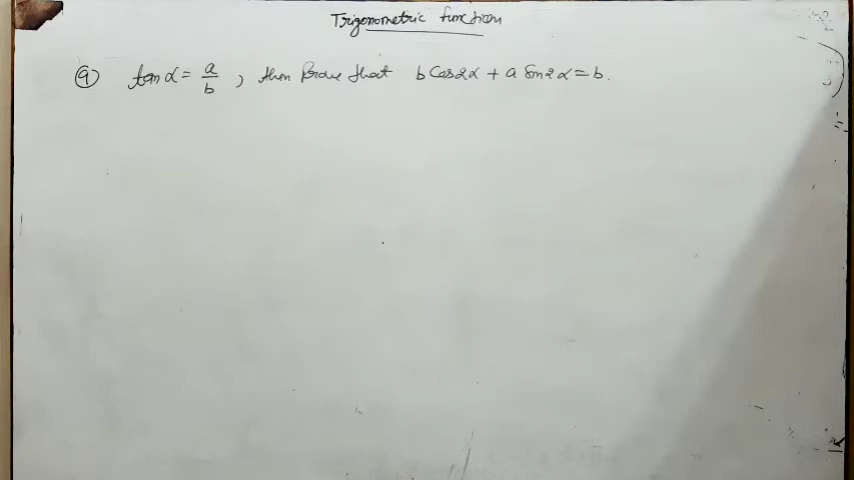 Trigonometric function
(9) tan α = a/b , then prove that b Cos2α + a Sin2α = b.